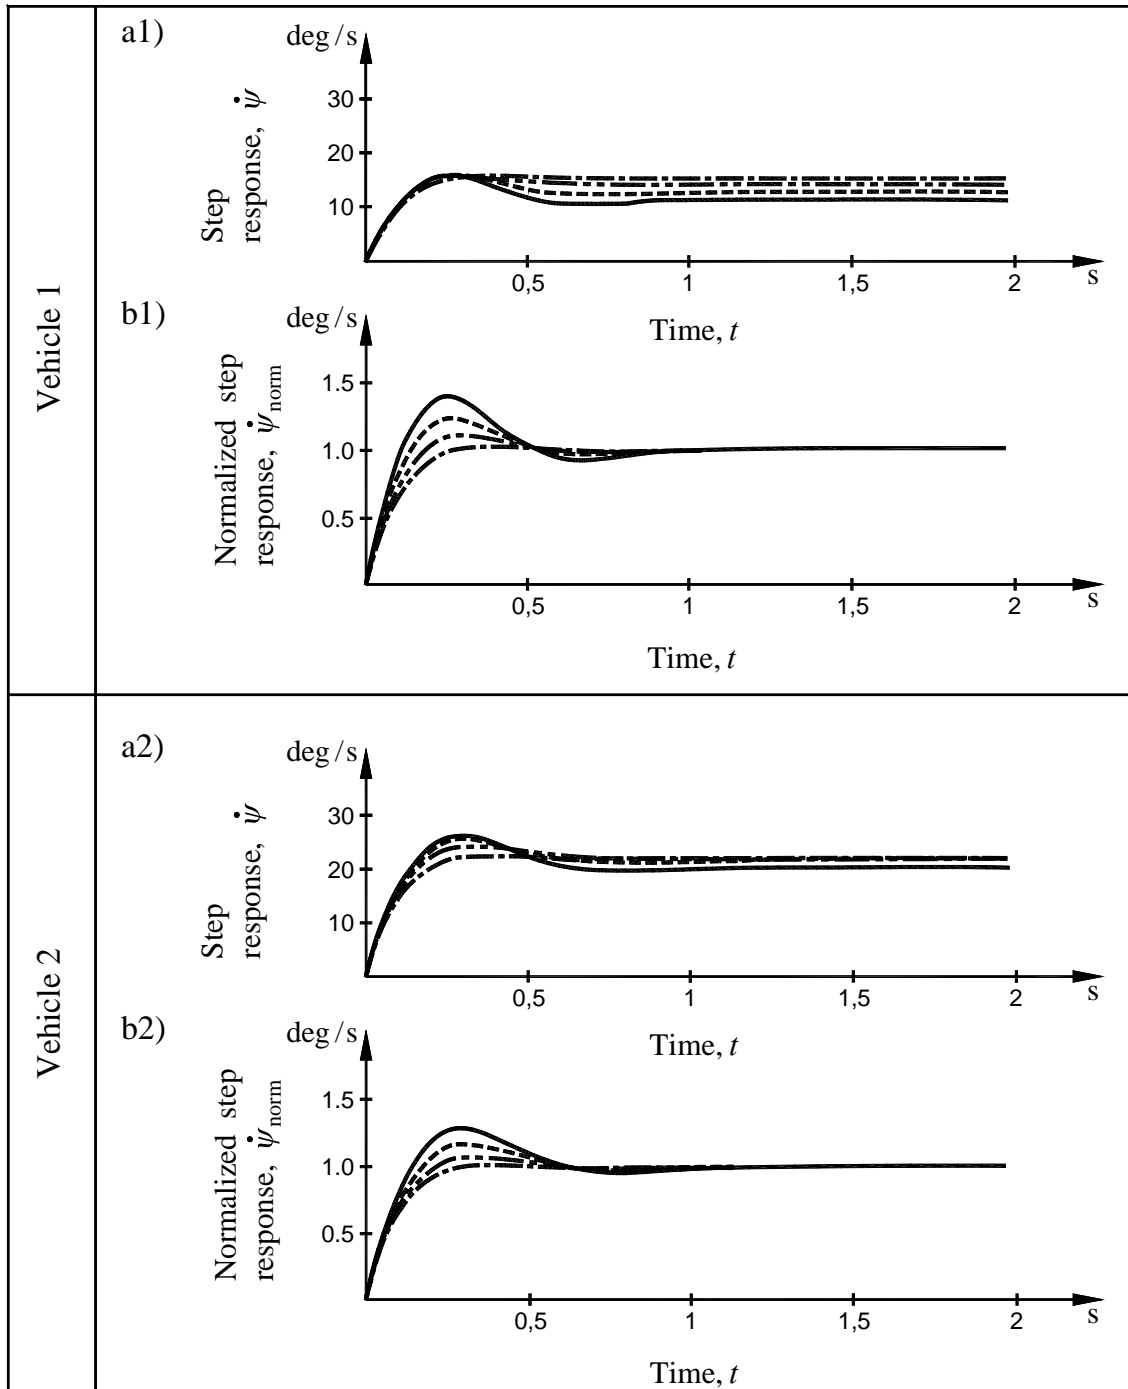 Vehicle 1
a1)
deg/s
Step
response, ψ̇
30
20
10
0,5
1
1,5
2
s
Time, t
b1)
deg/s
Normalized step
response, ψ̇norm
1.5
1.0
0.5
0,5
1
1,5
2
s
Time, t
Vehicle 2
a2)
deg/s
Step
response, ψ̇
30
20
10
0,5
1
1,5
2
s
Time, t
b2)
deg/s
Normalized step
response, ψ̇norm
1.5
1.0
0.5
0,5
1
1,5
2
s
Time, t